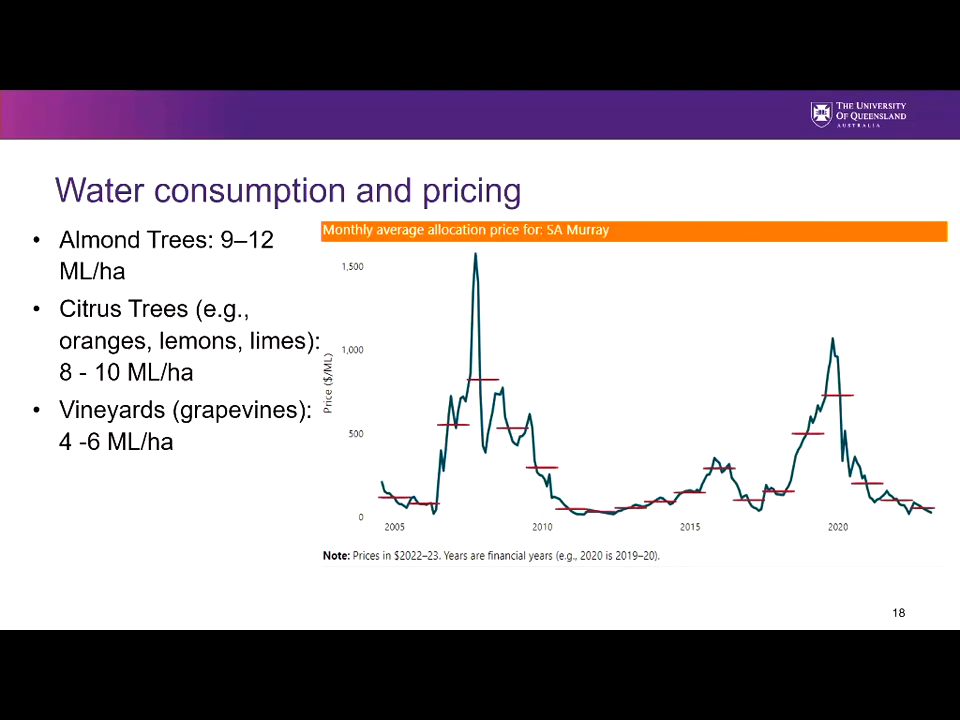 THE UNIVERSITY
OF QUEENSLAND
AUSTRALIA
Water consumption and pricing
• Almond Trees: 9–12
ML/ha
• Citrus Trees (e.g.,
oranges, lemons, limes):
8 - 10 ML/ha
• Vineyards (grapevines):
4 -6 ML/ha
Monthly average allocation price for: SA Murray
1,500
1,000
500
0
Price ($/ML)
2005 2010 2015 2020
Note: Prices in $2022–23. Years are financial years (e.g., 2020 is 2019–20).
18